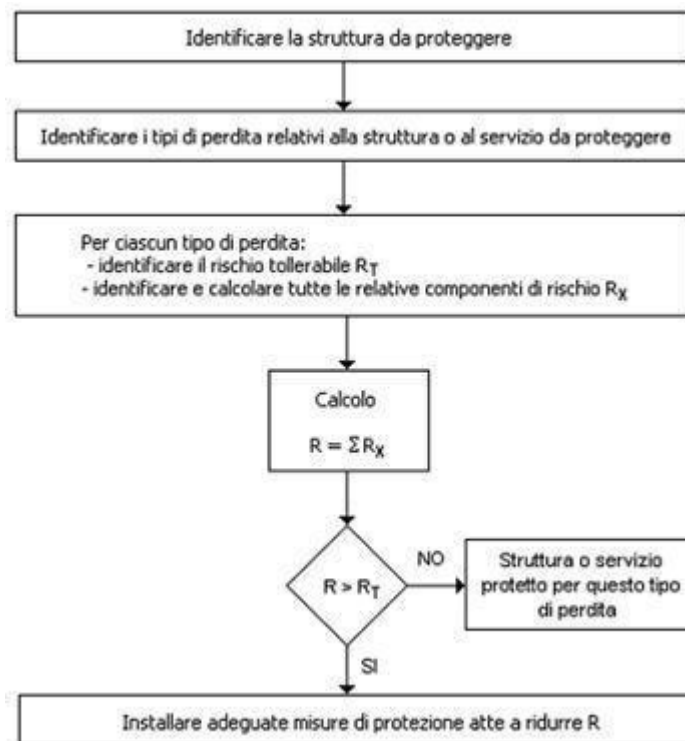 Identificare la struttura da proteggere
Identificare i tipi di perdita relativi alla struttura o al servizio da proteggere
Per ciascun tipo di perdita:
- identificare il rischio tollerabile RT
- identificare e calcolare tutte le relative componenti di rischio RX
Calcolo
R = ΣRX
R > RT
NO
Struttura o servizio
protetto per questo tipo
di perdita
SI
Installare adeguate misure di protezione atte a ridurre R